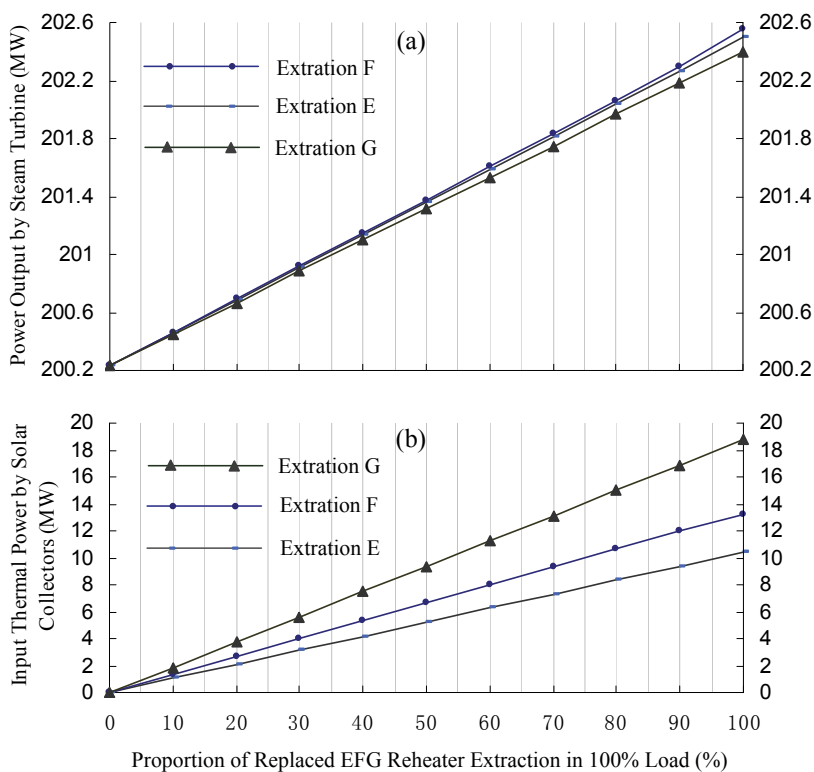 202.6
202.2
201.8
201.4
201
200.6
200.2
Power Output by Steam Turbine (MW)
(a)
Extration F
Extration E
Extration G
202.6
202.2
201.8
201.4
201
200.6
200.2
20
18
16
14
12
10
8
6
4
2
0
Input Thermal Power by Solar
Collectors (MW)
(b)
Extration G
Extration F
Extration E
20
18
16
14
12
10
8
6
4
2
0
0 10 20 30 40 50 60 70 80 90 100
Proportion of Replaced EFG Reheater Extraction in 100% Load (%)